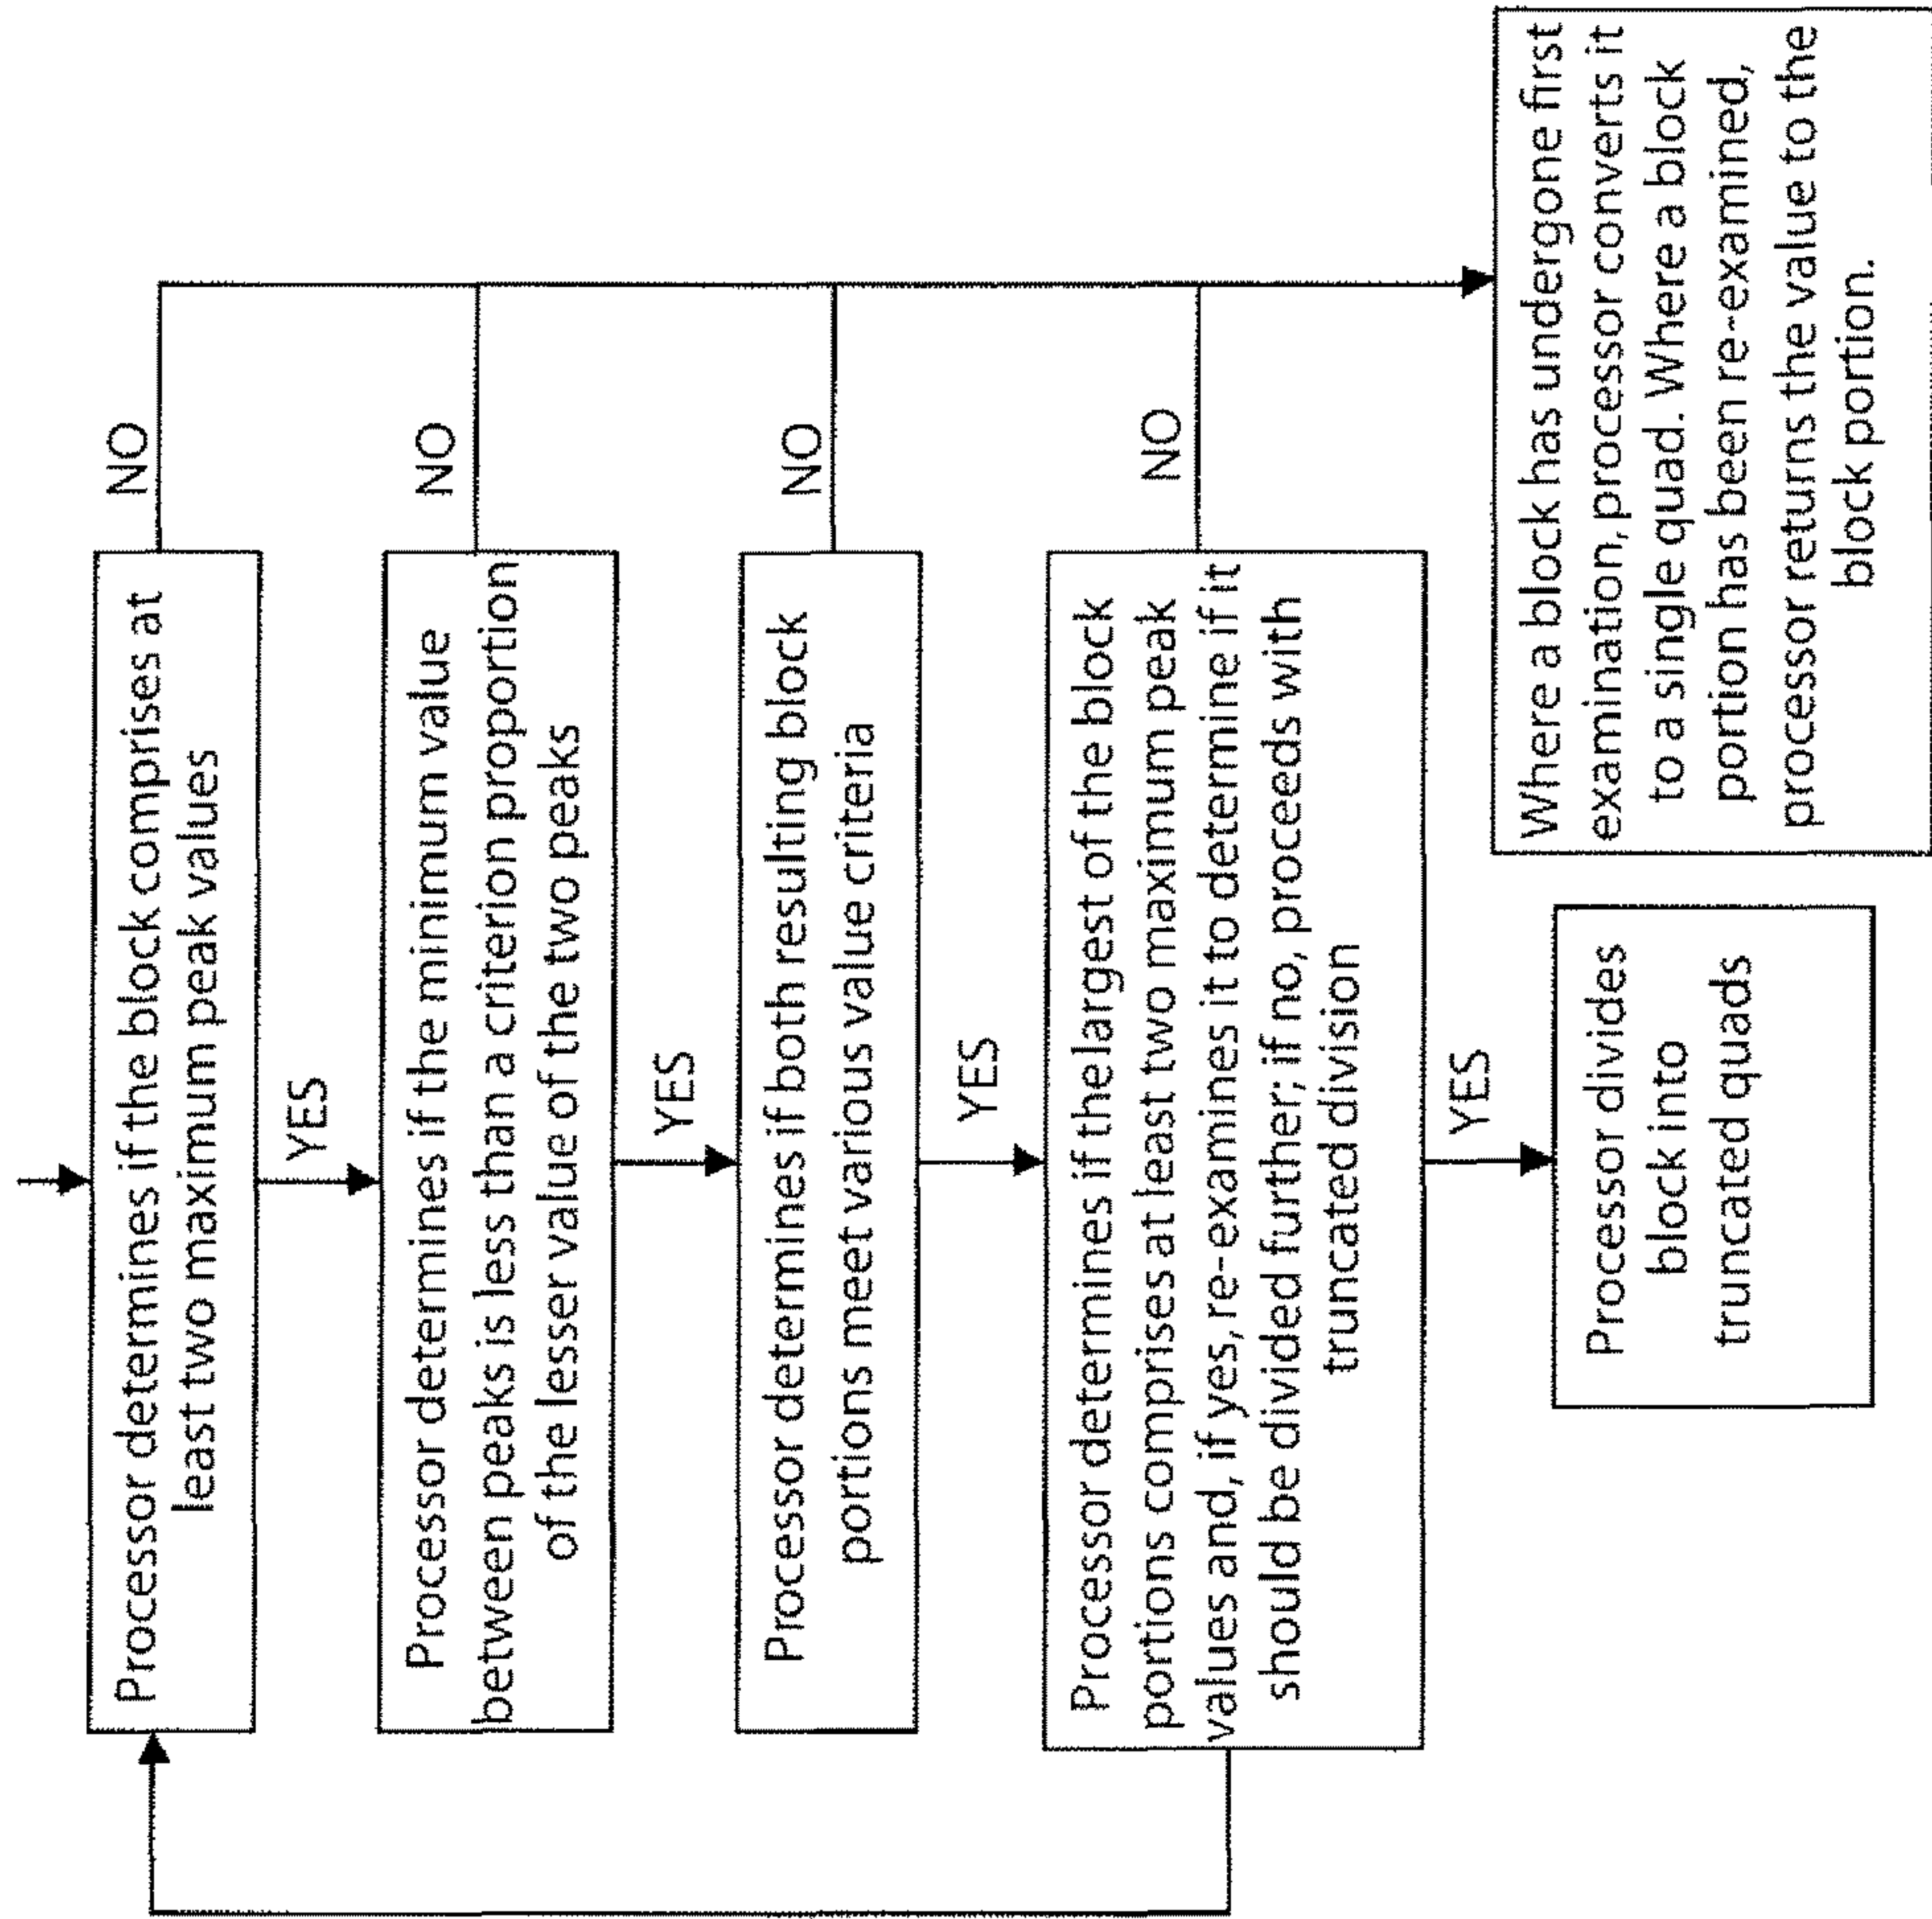 Processor determines if the block comprises at
least two maximum peak values
NO
YES
Processor determines if the minimum value
between peaks is less than a criterion proportion
of the lesser value of the two peaks
NO
YES
Processor determines if both resulting block
portions meet various value criteria
NO
YES
Processor determines if the largest of the block
portions comprises at least two maximum peak
values and, if yes, re-examines it to determine if it
should be divided further; if no, proceeds with
truncated division
NO
YES
Processor divides
block into
truncated quads
Where a block has undergone first
examination, processor converts it
to a single quad. Where a block
portion has been re-examined,
processor returns the value to the
block portion.